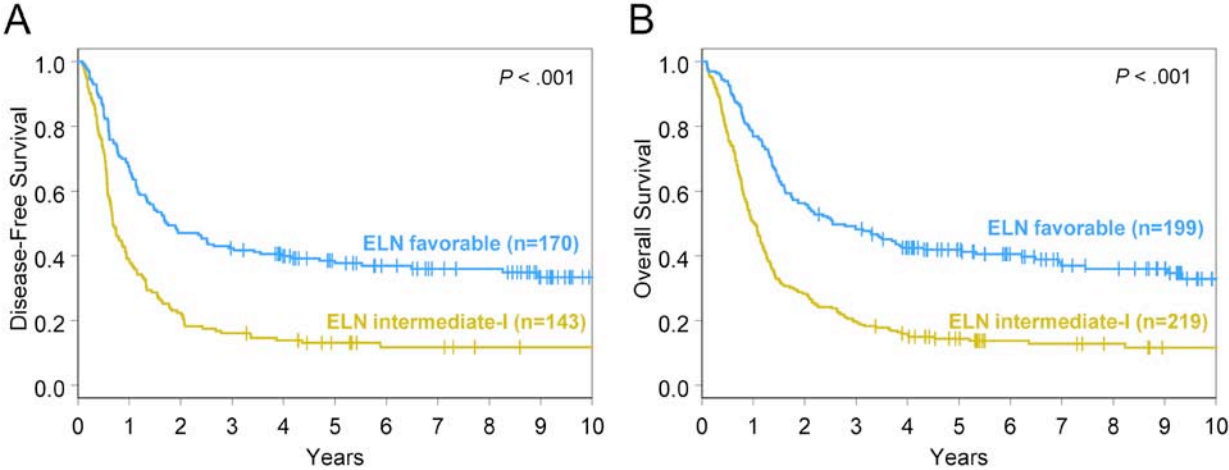 A
Disease-Free Survival
1.0
0.8
0.6
0.4
0.2
0.0
P < .001
ELN favorable (n=170)
ELN intermediate-I (n=143)
0 1 2 3 4 5 6 7 8 9 10
Years
B
Overall Survival
1.0
0.8
0.6
0.4
0.2
0.0
P < .001
ELN favorable (n=199)
ELN intermediate-I (n=219)
0 1 2 3 4 5 6 7 8 9 10
Years